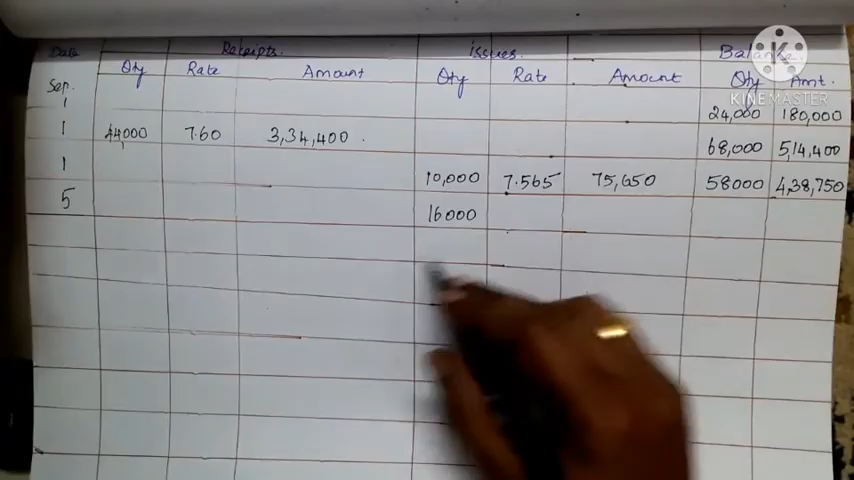 Date Receipts. Issues. Balance
Qty Rate Amount Qty Rate Amount Qty Amt.
Sep.
1 24,000 180,000
1 44,000 7.60 3,34,400 . 68,000 5,14,400
1 10,000 7.565 75,650 58000 4,38,750
5 16000
K
KINEMASTER